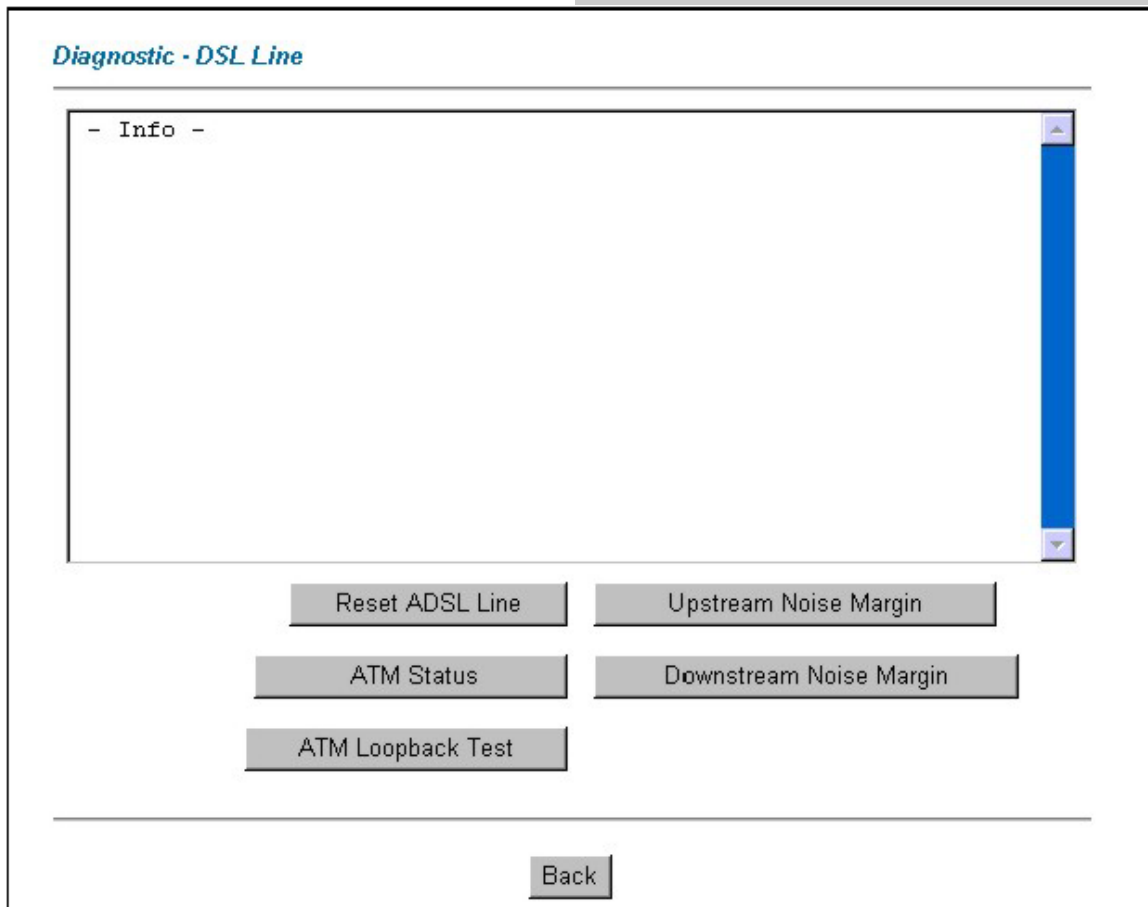 Diagnostic - DSL Line
- Info -
Reset ADSL Line
Upstream Noise Margin
ATM Status
Downstream Noise Margin
ATM Loopback Test
Back